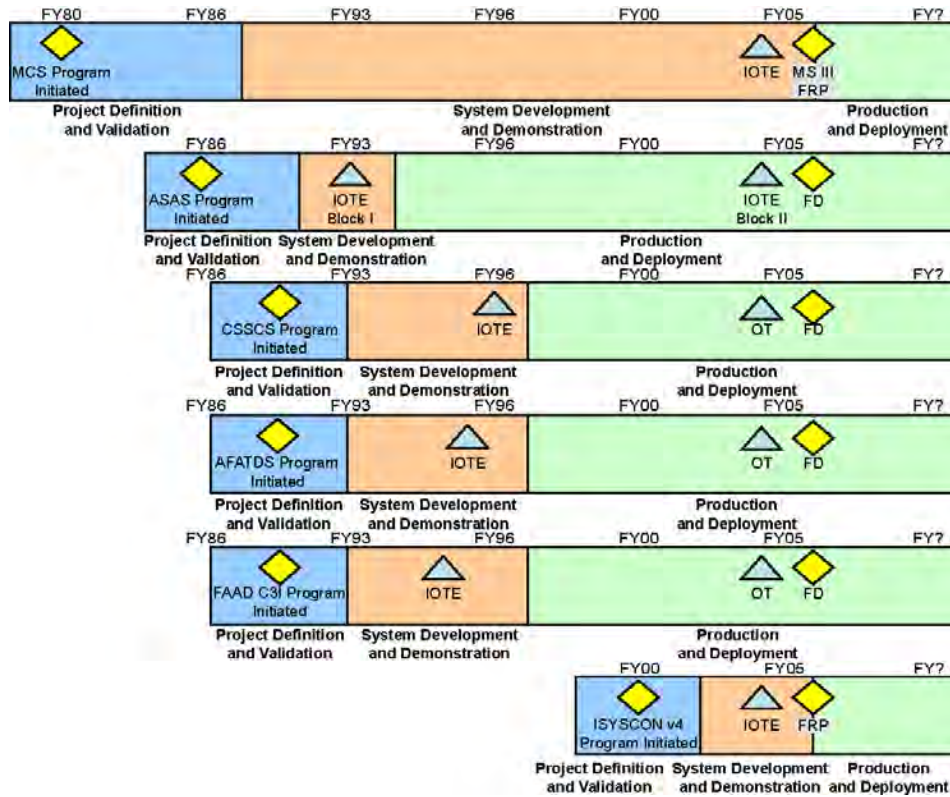 FY80 FY86 FY93 FY96 FY00 FY05 FY?
MCS Program
Initiated
IOTE
MS III
FRP
Project Definition
and Validation
System Development
and Demonstration
Production
and Deployment
FY86 FY93 FY96 FY00 FY05 FY?
ASAS Program
Initiated
IOTE
Block I
IOTE
Block II
FD
Project Definition
and Validation
System Development
and Demonstration
Production
and Deployment
FY86 FY93 FY96 FY00 FY05 FY?
CSSCS Program
Initiated
IOTE
OT
FD
Project Definition
and Validation
System Development
and Demonstration
Production
and Deployment
FY86 FY93 FY96 FY00 FY05 FY?
AFATDS Program
Initiated
IOTE
OT
FD
Project Definition
and Validation
System Development
and Demonstration
Production
and Deployment
FY86 FY93 FY96 FY00 FY05 FY?
FAAD C3I Program
Initiated
IOTE
OT
FD
Project Definition
and Validation
System Development
and Demonstration
Production
and Deployment
FY00 FY05 FY?
ISYSCON v4
Program Initiated
IOTE
FRP
Project Definition
and Validation
System Development
and Demonstration
Production
and Deployment